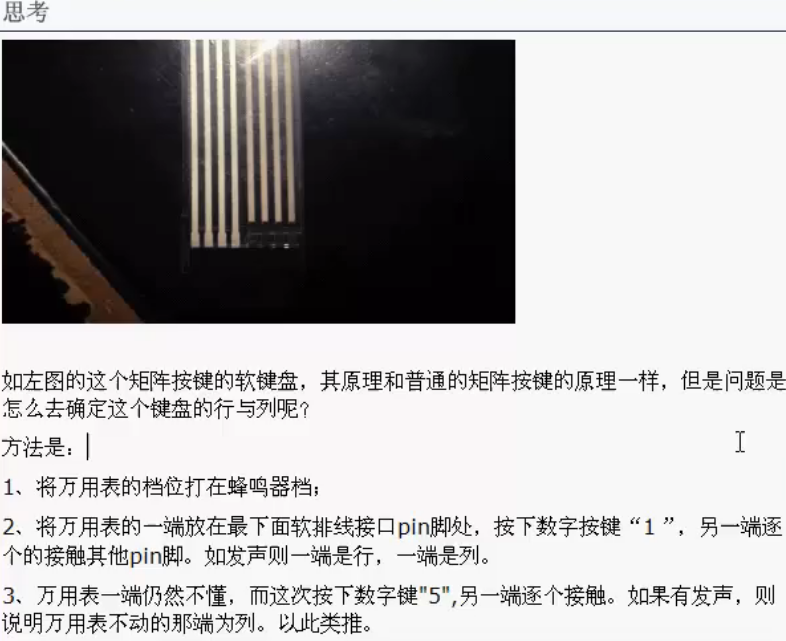 思考
如左图的这个矩阵按键的软键盘，其原理和普通的矩阵按键的原理一样，但是问题是
怎么去确定这个键盘的行与列呢？
方法是：
1、将万用表的档位打在蜂鸣器档；
2、将万用表的一端放在最下面软排线接口pin脚处，按下数字按键“1 ”，另一端逐
个的接触其他pin脚。如发声则一端是行，一端是列。
3、万用表一端仍然不懂，而这次按下数字键"5",另一端逐个接触。如果有发声，则
说明万用表不动的那端为列。以此类推。